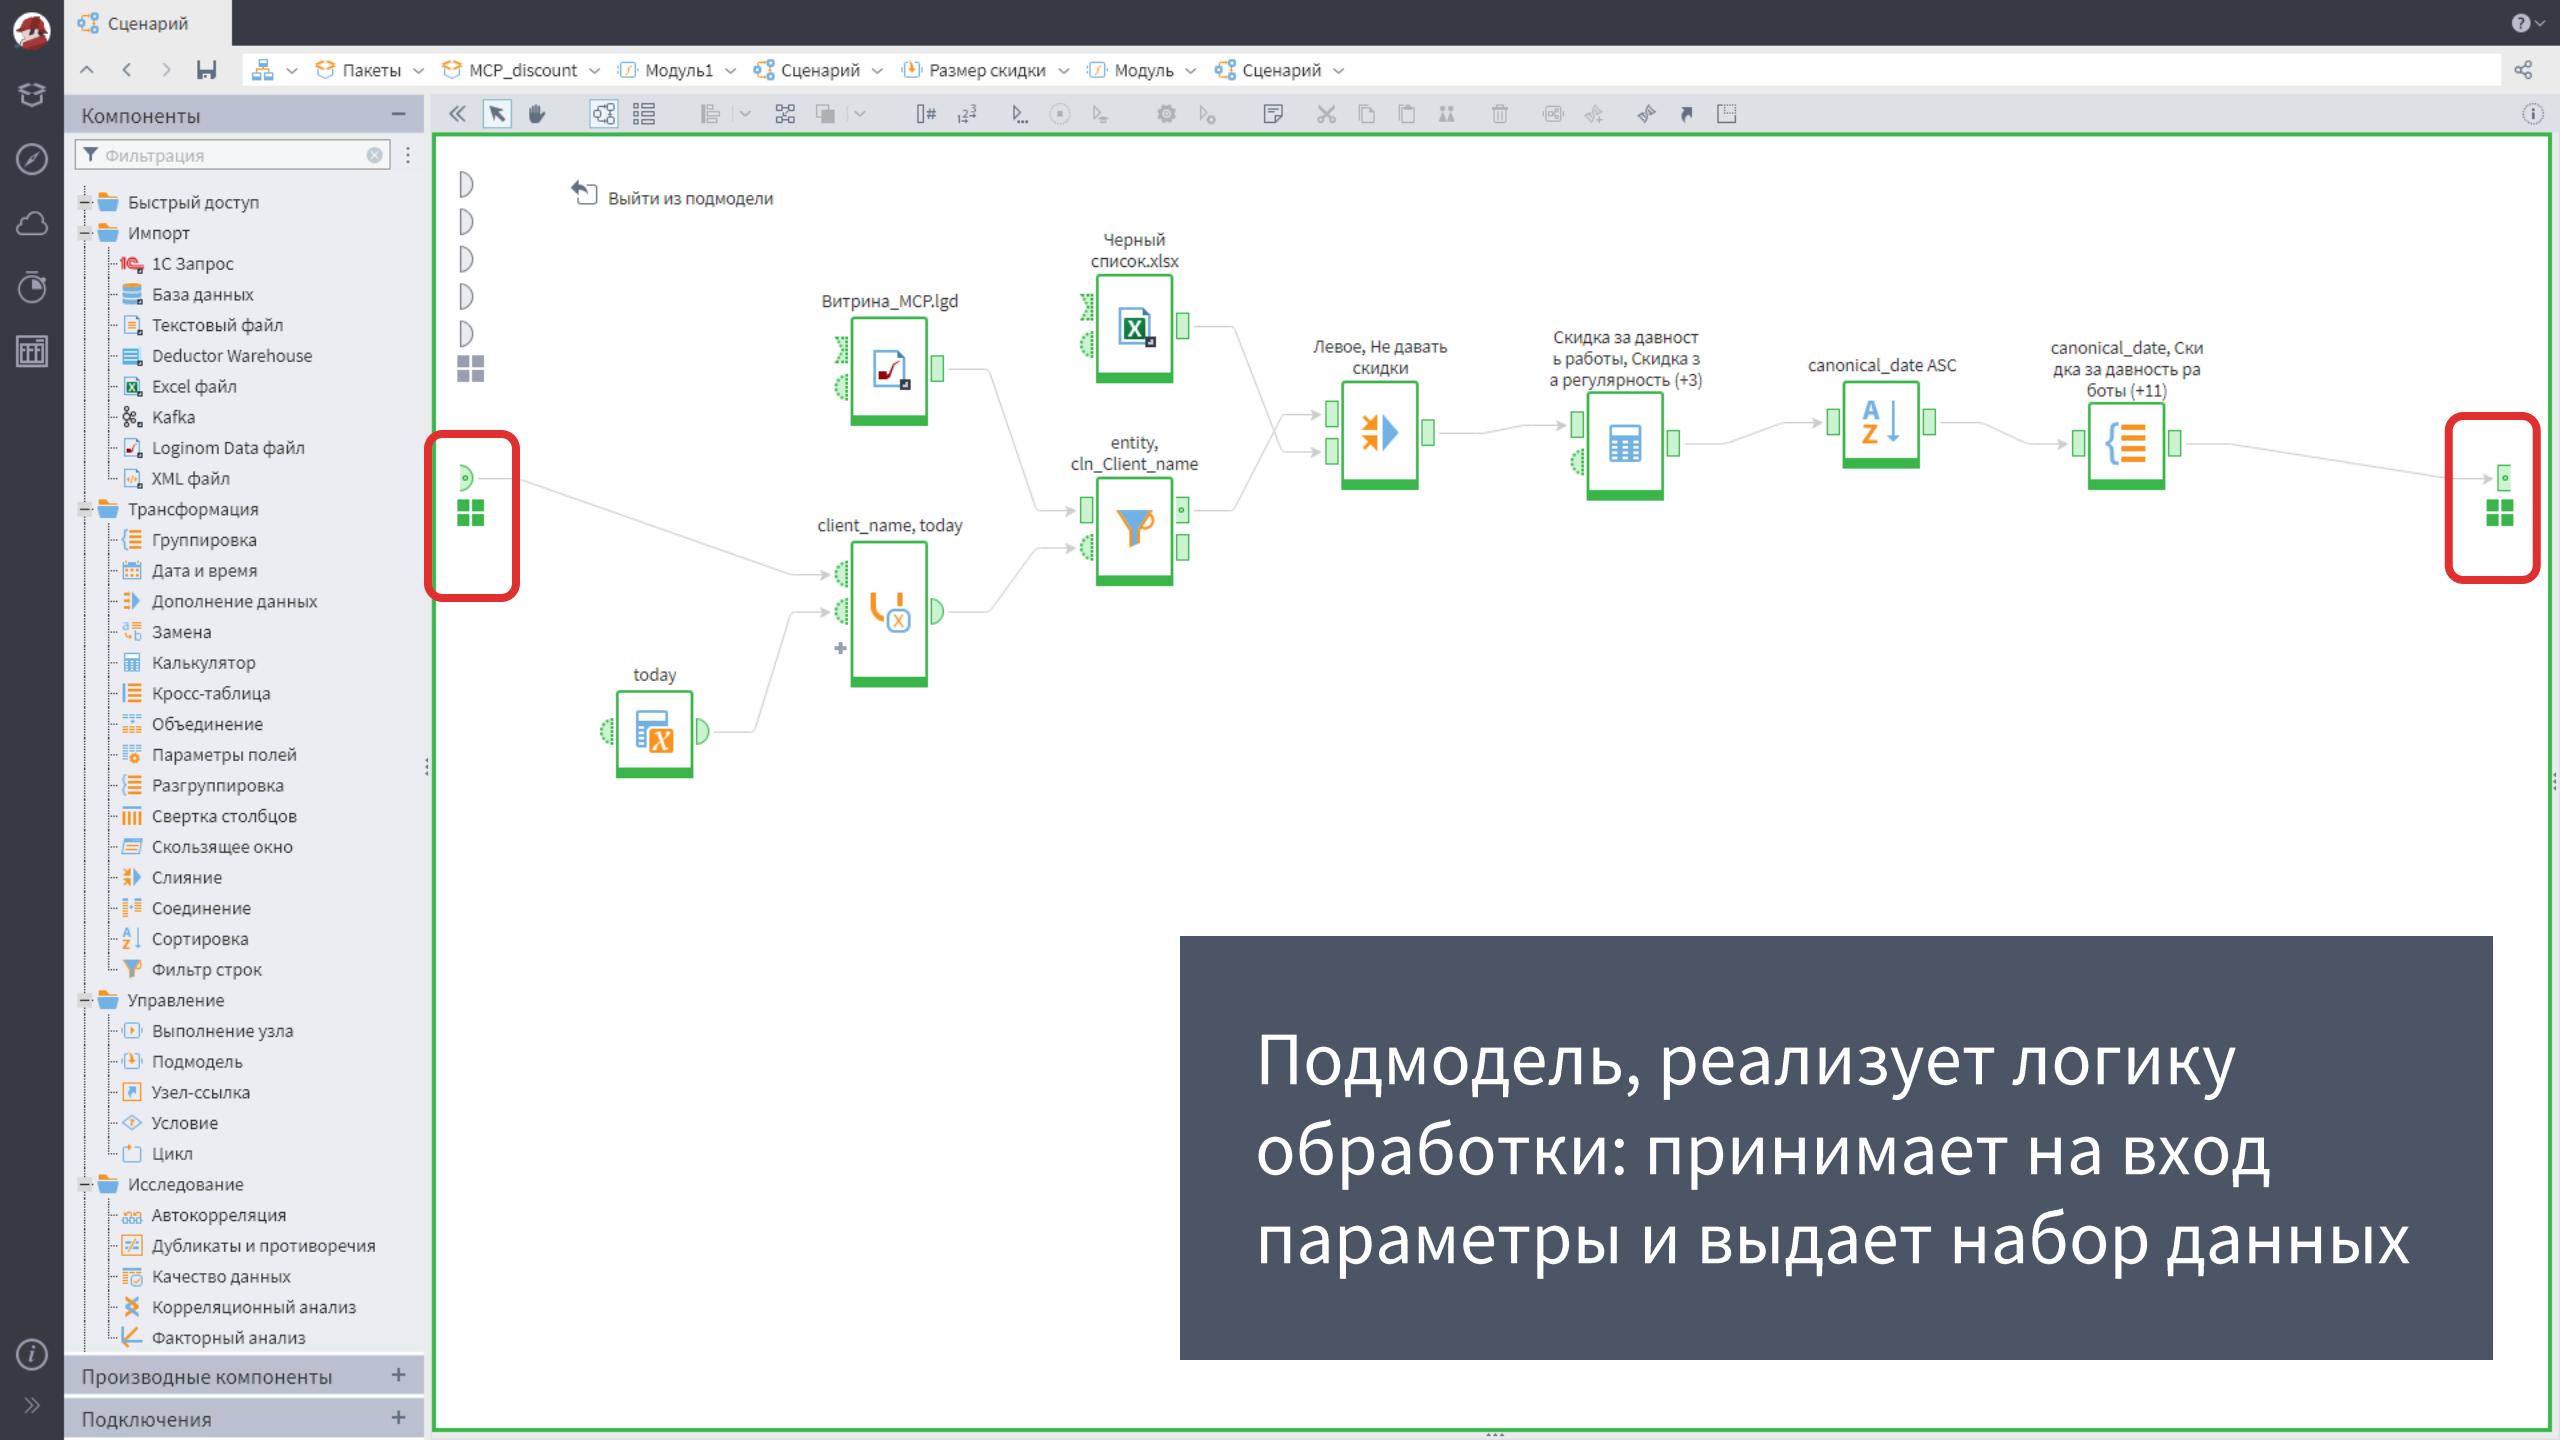 Сценарий
Пакеты
MCP_discount
Модуль1
Сценарий
Размер скидки
Модуль
Сценарий
Компоненты
Фильтрация
Быстрый доступ
Импорт
1С Запрос
База данных
Текстовый файл
Deductor Warehouse
Excel файл
Kafka
Loginom Data файл
XML файл
Трансформация
Группировка
Дата и время
Дополнение данных
Замена
Калькулятор
Кросс-таблица
Объединение
Параметры полей
Разгруппировка
Свертка столбцов
Скользящее окно
Слияние
Соединение
Сортировка
Фильтр строк
Управление
Выполнение узла
Подмодель
Узел-ссылка
Условие
Цикл
Исследование
Автокорреляция
Дубликаты и противоречия
Качество данных
Корреляционный анализ
Факторный анализ
Производные компоненты
Подключения
Выйти из подмодели
Витрина_MCP.lgd
Черный
список.xlsx
client_name, today
today
entity,
cln_Client_name
Левое, Не давать
скидки
Скидка за давност
ь работы, Скидка з
а регулярность (+3)
canonical_date ASC
canonical_date, Ски
дка за давность ра
боты (+11)
Подмодель, реализует логику
обработки: принимает на вход
параметры и выдает набор данных